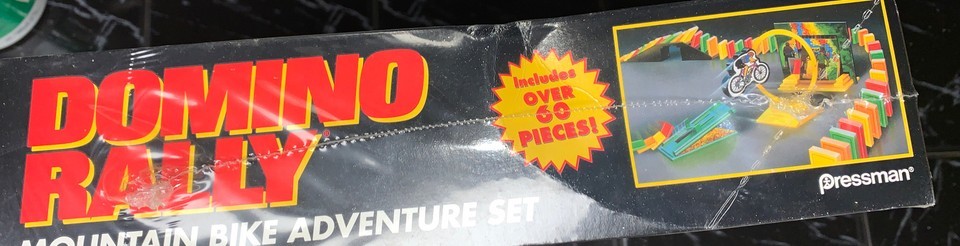 DOMINO
RALLY®
MOUNTAIN BIKE ADVENTURE SET
Includes
OVER
60
PIECES!
Pressman®